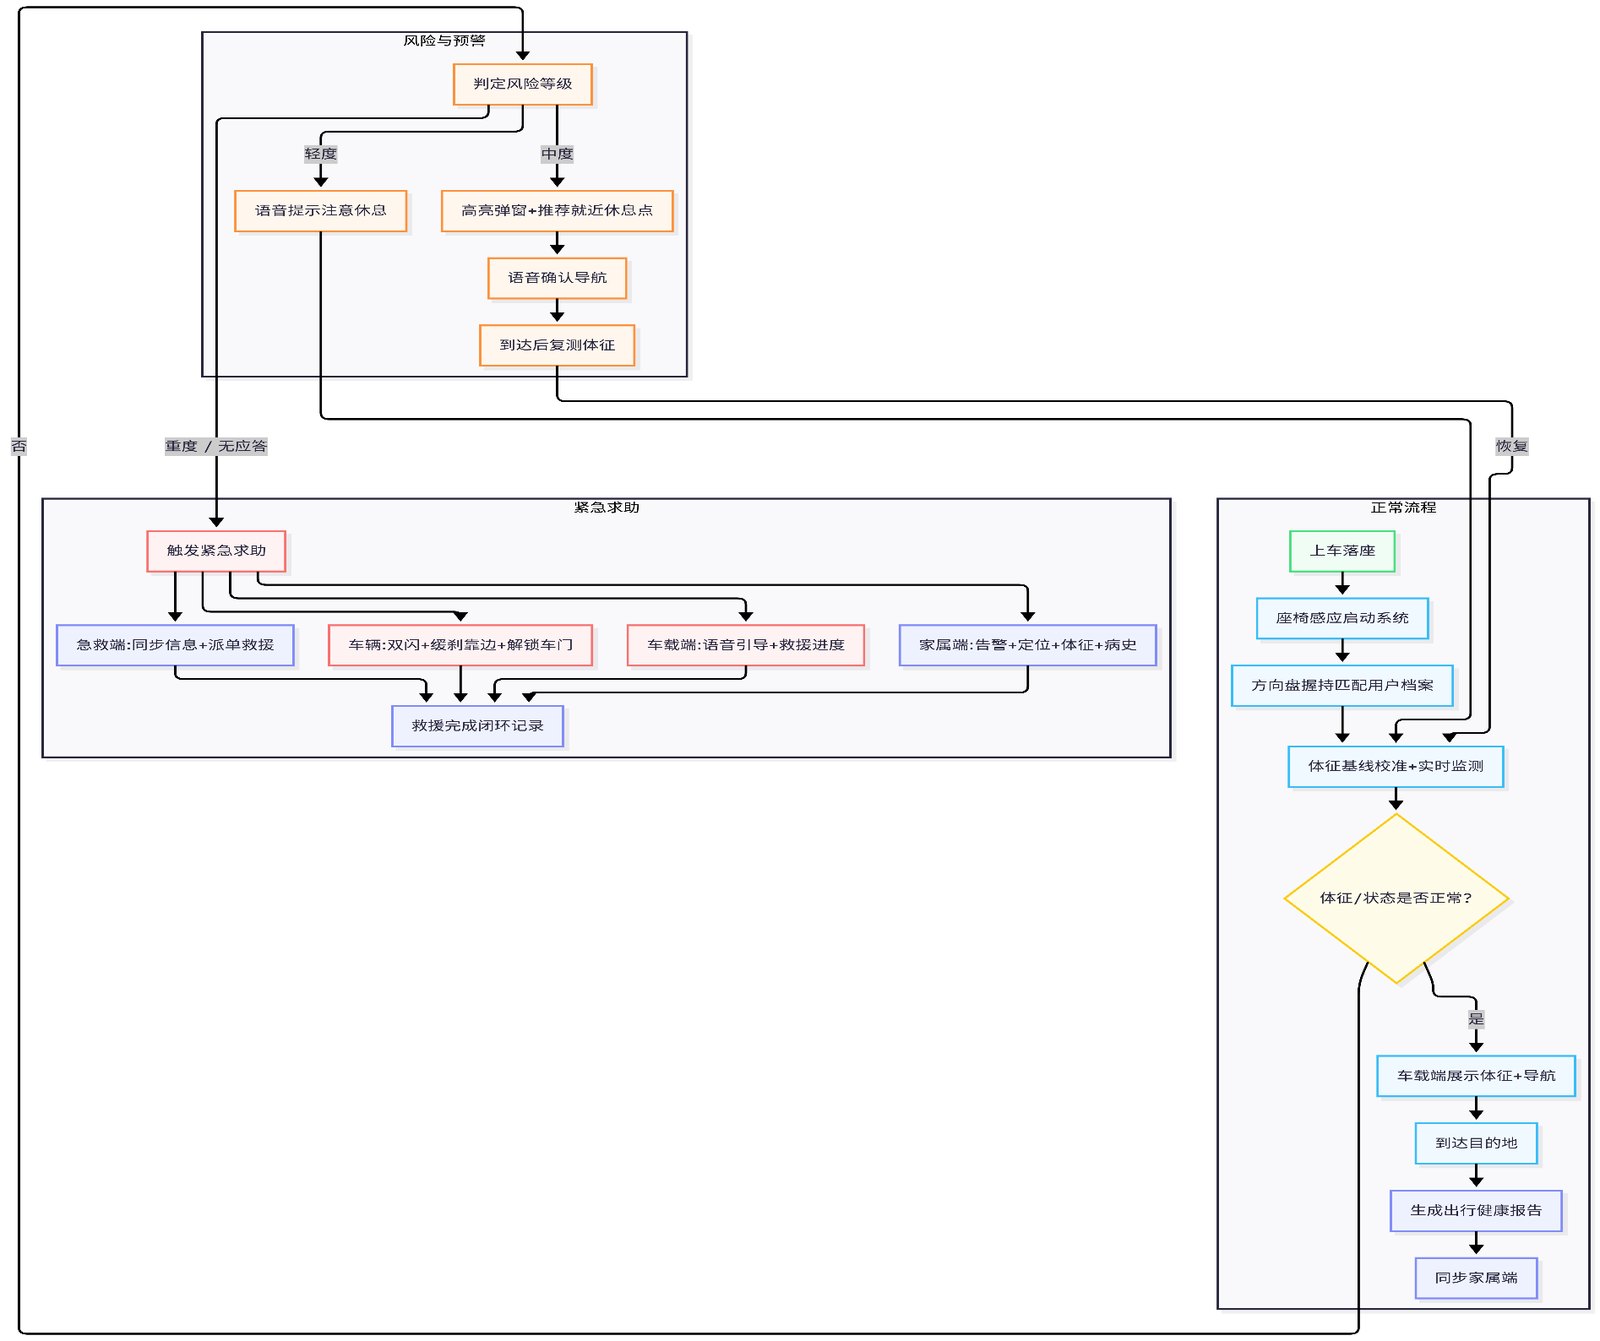 风险与预警
判定风险等级
轻度
中度
语音提示注意休息
高亮弹窗+推荐就近休息点
语音确认导航
到达后复测体征
否
重度 / 无应答
恢复
紧急求助
触发紧急求助
急救端:同步信息+派单救援
车辆:双闪+缓刹靠边+解锁车门
车载端:语音引导+救援进度
家属端:告警+定位+体征+病史
救援完成闭环记录
正常流程
上车落座
座椅感应启动系统
方向盘握持匹配用户档案
体征基线校准+实时监测
体征/状态是否正常?
是
车载端展示体征+导航
到达目的地
生成出行健康报告
同步家属端